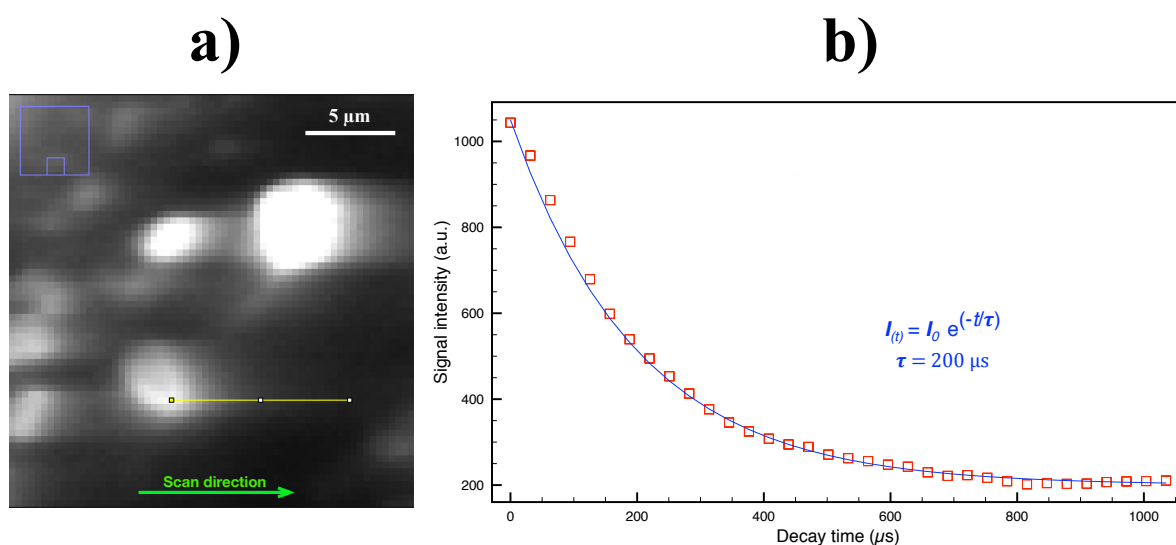 a)
b)
5 µm
Scan direction
Signal intensity (a.u.)
1000
800
600
400
200
I(t) = I0 e(-t/τ)
τ = 200 µs
0 200 400 600 800 1000
Decay time (µs)